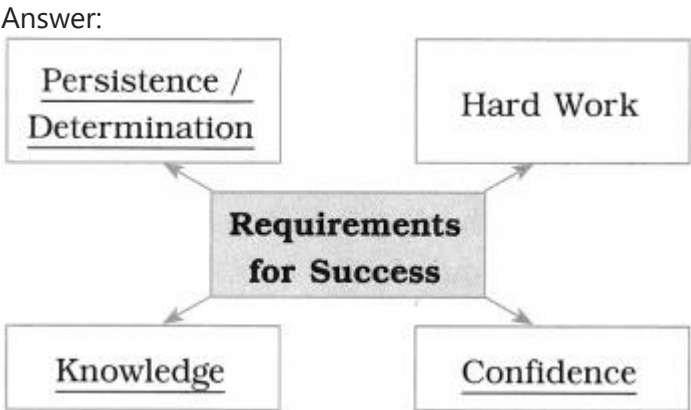 Answer:
Persistence /
Determination
Hard Work
Requirements
for Success
Knowledge
Confidence